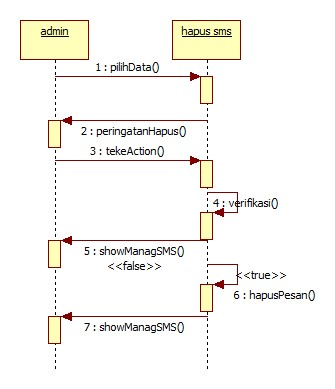 admin
hapus sms
1 : pilihData()
2 : peringatanHapus()
3 : tekeAction()
4 : verifikasi()
5 : showManagSMS()
<<false>>
<<true>>
6 : hapusPesan()
7 : showManagSMS()